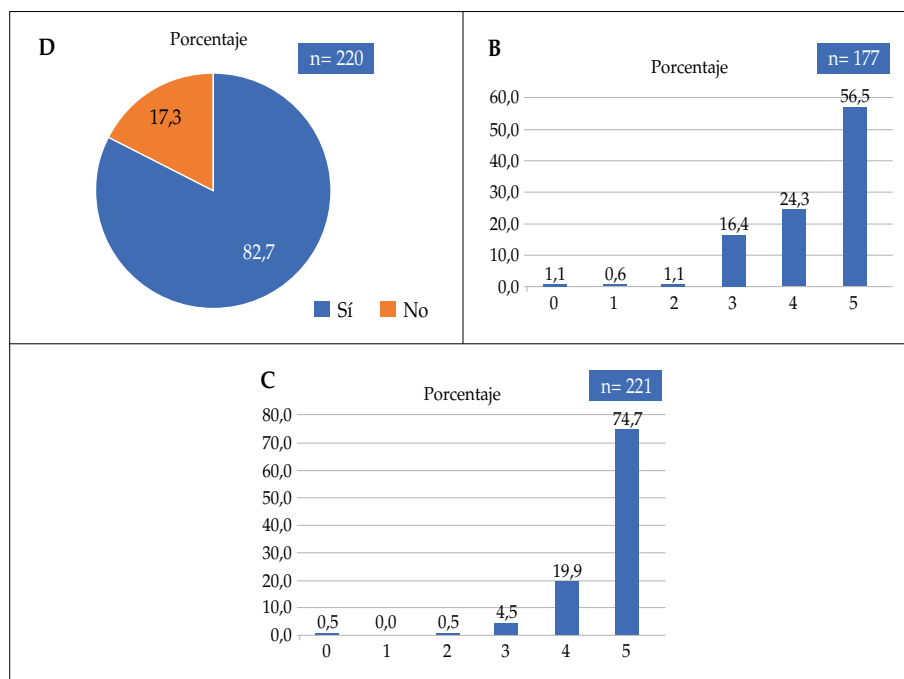 D
Porcentaje
n= 220
17,3
82,7
Sí No
B
Porcentaje
n= 177
60,0
50,0
40,0
30,0
20,0
10,0
0,0
1,1 0,6 1,1 16,4 24,3 56,5
0 1 2 3 4 5
C
Porcentaje
n= 221
80,0
70,0
60,0
50,0
40,0
30,0
20,0
10,0
0,0
0,5 0,0 0,5 4,5 19,9 74,7
0 1 2 3 4 5